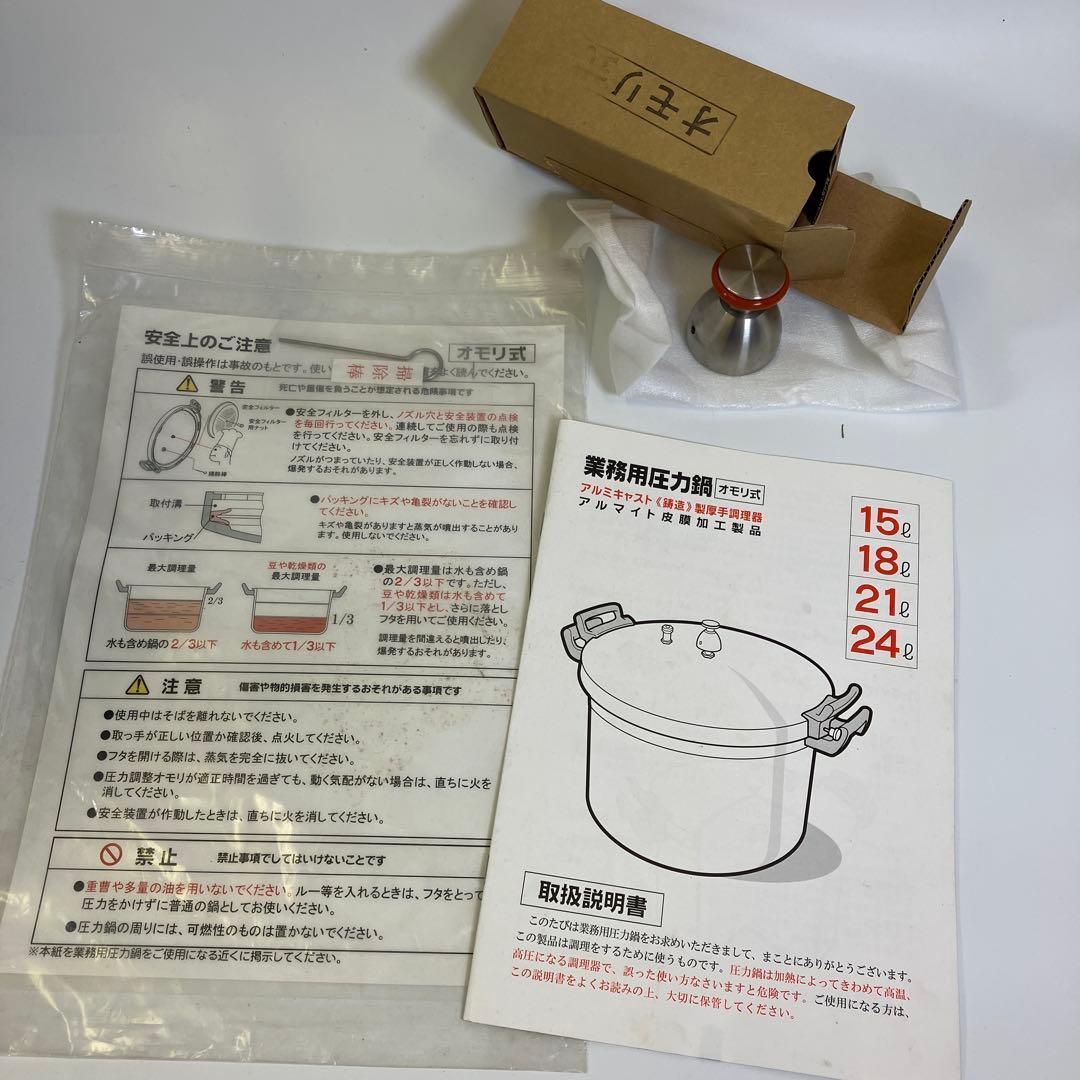 オモリ
安全上のご注意
オモリ式
誤使用・誤操作は事故のもとです。使い
よく読んでください。
掃除棒
警告
死亡や重傷を負うことが想定される危険事項です
安全フィルター
安全フィルター
用ナット
掃除棒
●安全フィルターを外し、ノズル穴と安全装置の点検
を毎回行ってください。連続してご使用の際も点検
を行ってください。安全フィルターを忘れずに取り付
けてください。
ノズルがつまっていたり、安全装置が正しく作動しない場合、
爆発するおそれがあります。
取付溝
パッキング
●パッキングにキズや亀裂がないことを確認し
てください。
キズや亀裂がありますと蒸気が噴出することがあり
ます。使用しないでください。
最大調理量
2/3
水も含め鍋の2/3以下
豆や乾燥類の
最大調理量
1/3
水も含めて1/3以下
●最大調理量は水も含め鍋
の2/3以下です。ただし、
豆や乾燥類は水も含めて
1/3以下とし、さらに落とし
フタを用いてご使用ください。
調理量を間違えると噴出したり、
爆発するおそれがあります。
注意
傷害や物的損害を発生するおそれがある事項です
●使用中はそばを離れないでください。
●取っ手が正しい位置か確認後、点火してください。
●フタを開ける際は、蒸気を完全に抜いてください。
●圧力調整オモリが適正時間を過ぎても、動く気配がない場合は、直ちに火を
消してください。
●安全装置が作動したときは、直ちに火を消してください。
禁止
禁止事項でしてはいけないことです
●重曹や多量の油を用いないでください。ルー等を入れるときは、フタをとって
圧力をかけずに普通の鍋としてお使いください。
●圧力鍋の周りには、可燃性のものは置かないでください。
※本紙を業務用圧力鍋をご使用になる近くに掲示してください。
業務用圧力鍋
オモリ式
アルミキャスト《鋳造》製厚手調理器
アルマイト皮膜加工製品
15ℓ
18ℓ
21ℓ
24ℓ
取扱説明書
このたびは業務用圧力鍋をお求めいただきまして、まことにありがとうございます。
この製品は調理をするために使うものです。圧力鍋は加熱によってきわめて高温、
高圧になる調理器で、誤った使い方なさいますと危険です。ご使用になる方は、
この説明書をよくお読みの上、大切に保管してください。